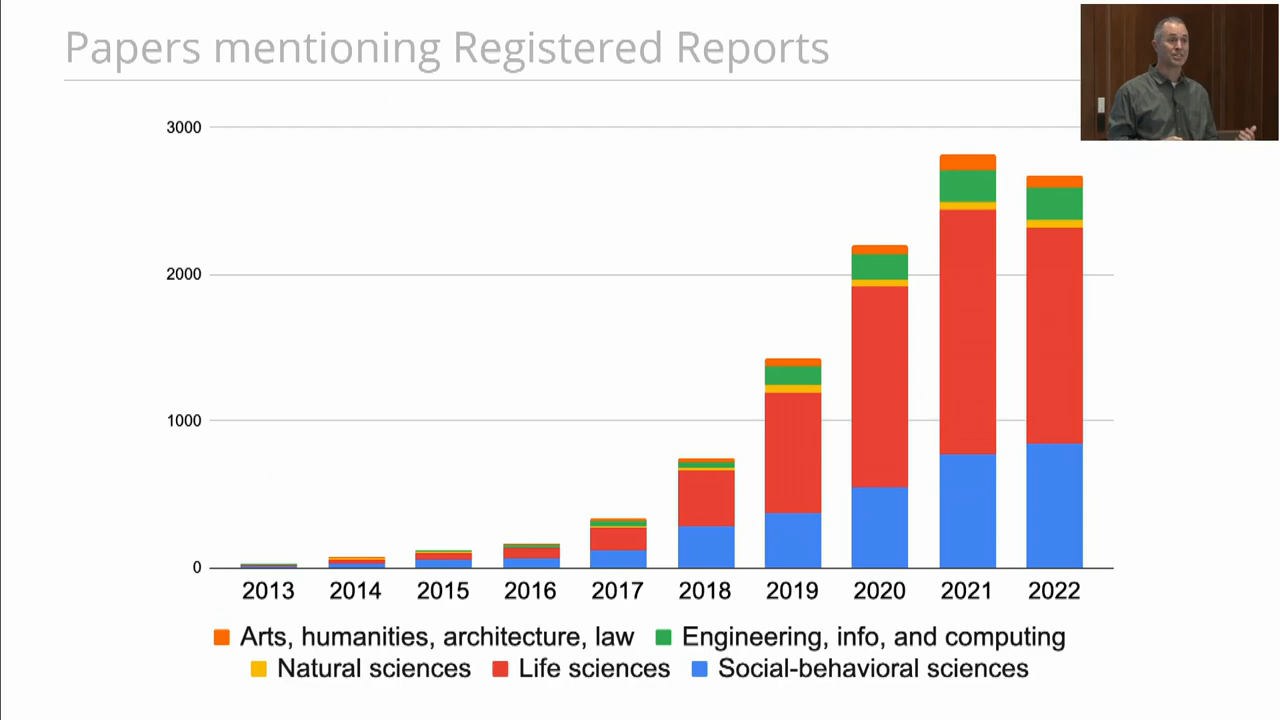 Papers mentioning Registered Reports
3000
2000
1000
0
2013 2014 2015 2016 2017 2018 2019 2020 2021 2022
Arts, humanities, architecture, law Engineering, info, and computing
Natural sciences Life sciences Social-behavioral sciences